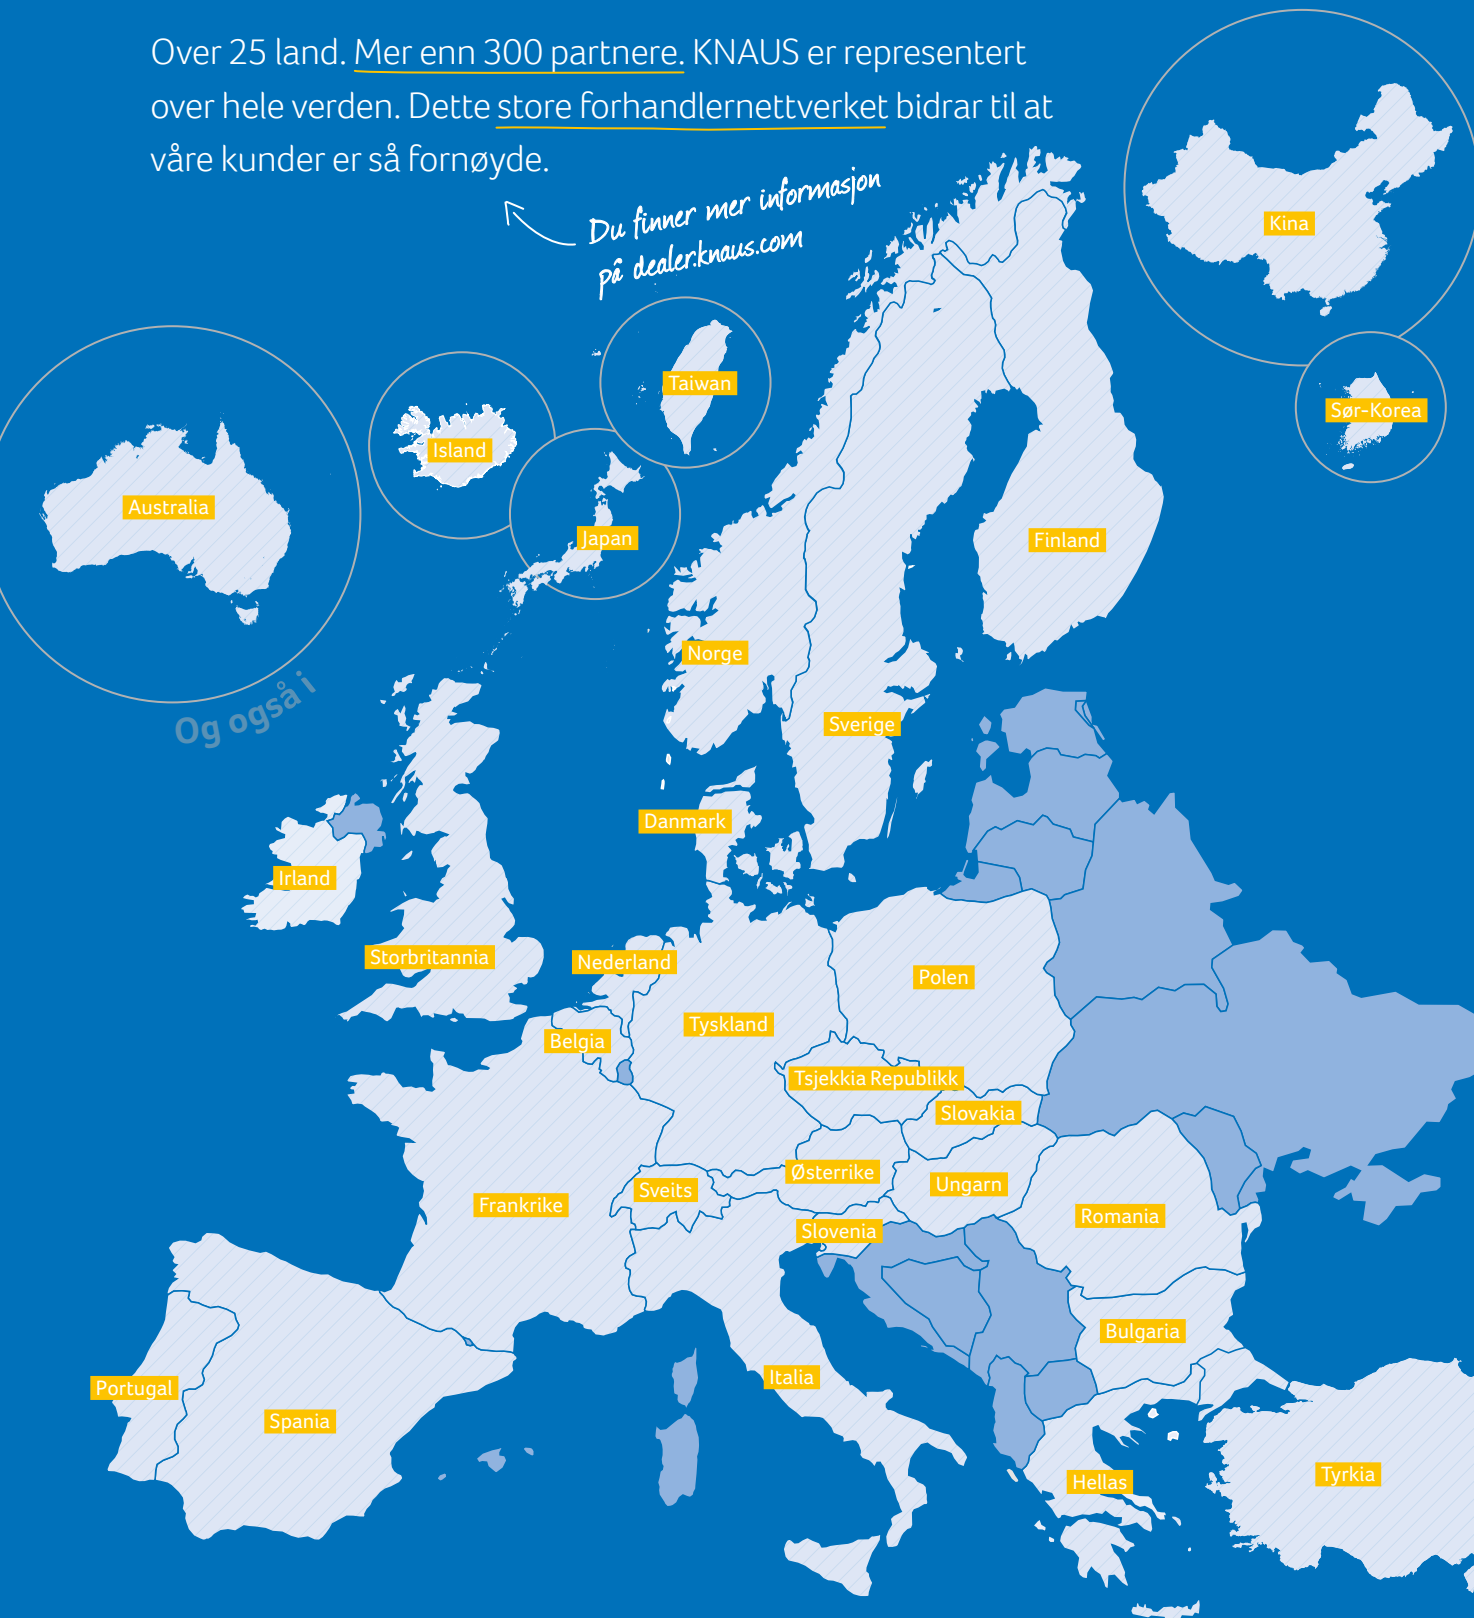 Over 25 land. Mer enn 300 partnere. KNAUS er representert
over hele verden. Dette store forhandlernettverket bidrar til at
våre kunder er så fornøyde.
Du finner mer informasjon
på dealer.knaus.com
Kina
Taiwan
Sør-Korea
Island
Australia
Japan
Finland
Norge
Og også i
Sverige
Danmark
Irland
Storbritannia
Nederland
Polen
Tyskland
Belgia
Tsjekkia Republikk
Slovakia
Østerrike
Ungarn
Sveits
Frankrike
Romania
Slovenia
Bulgaria
Italia
Portugal
Spania
Tyrkia
Hellas